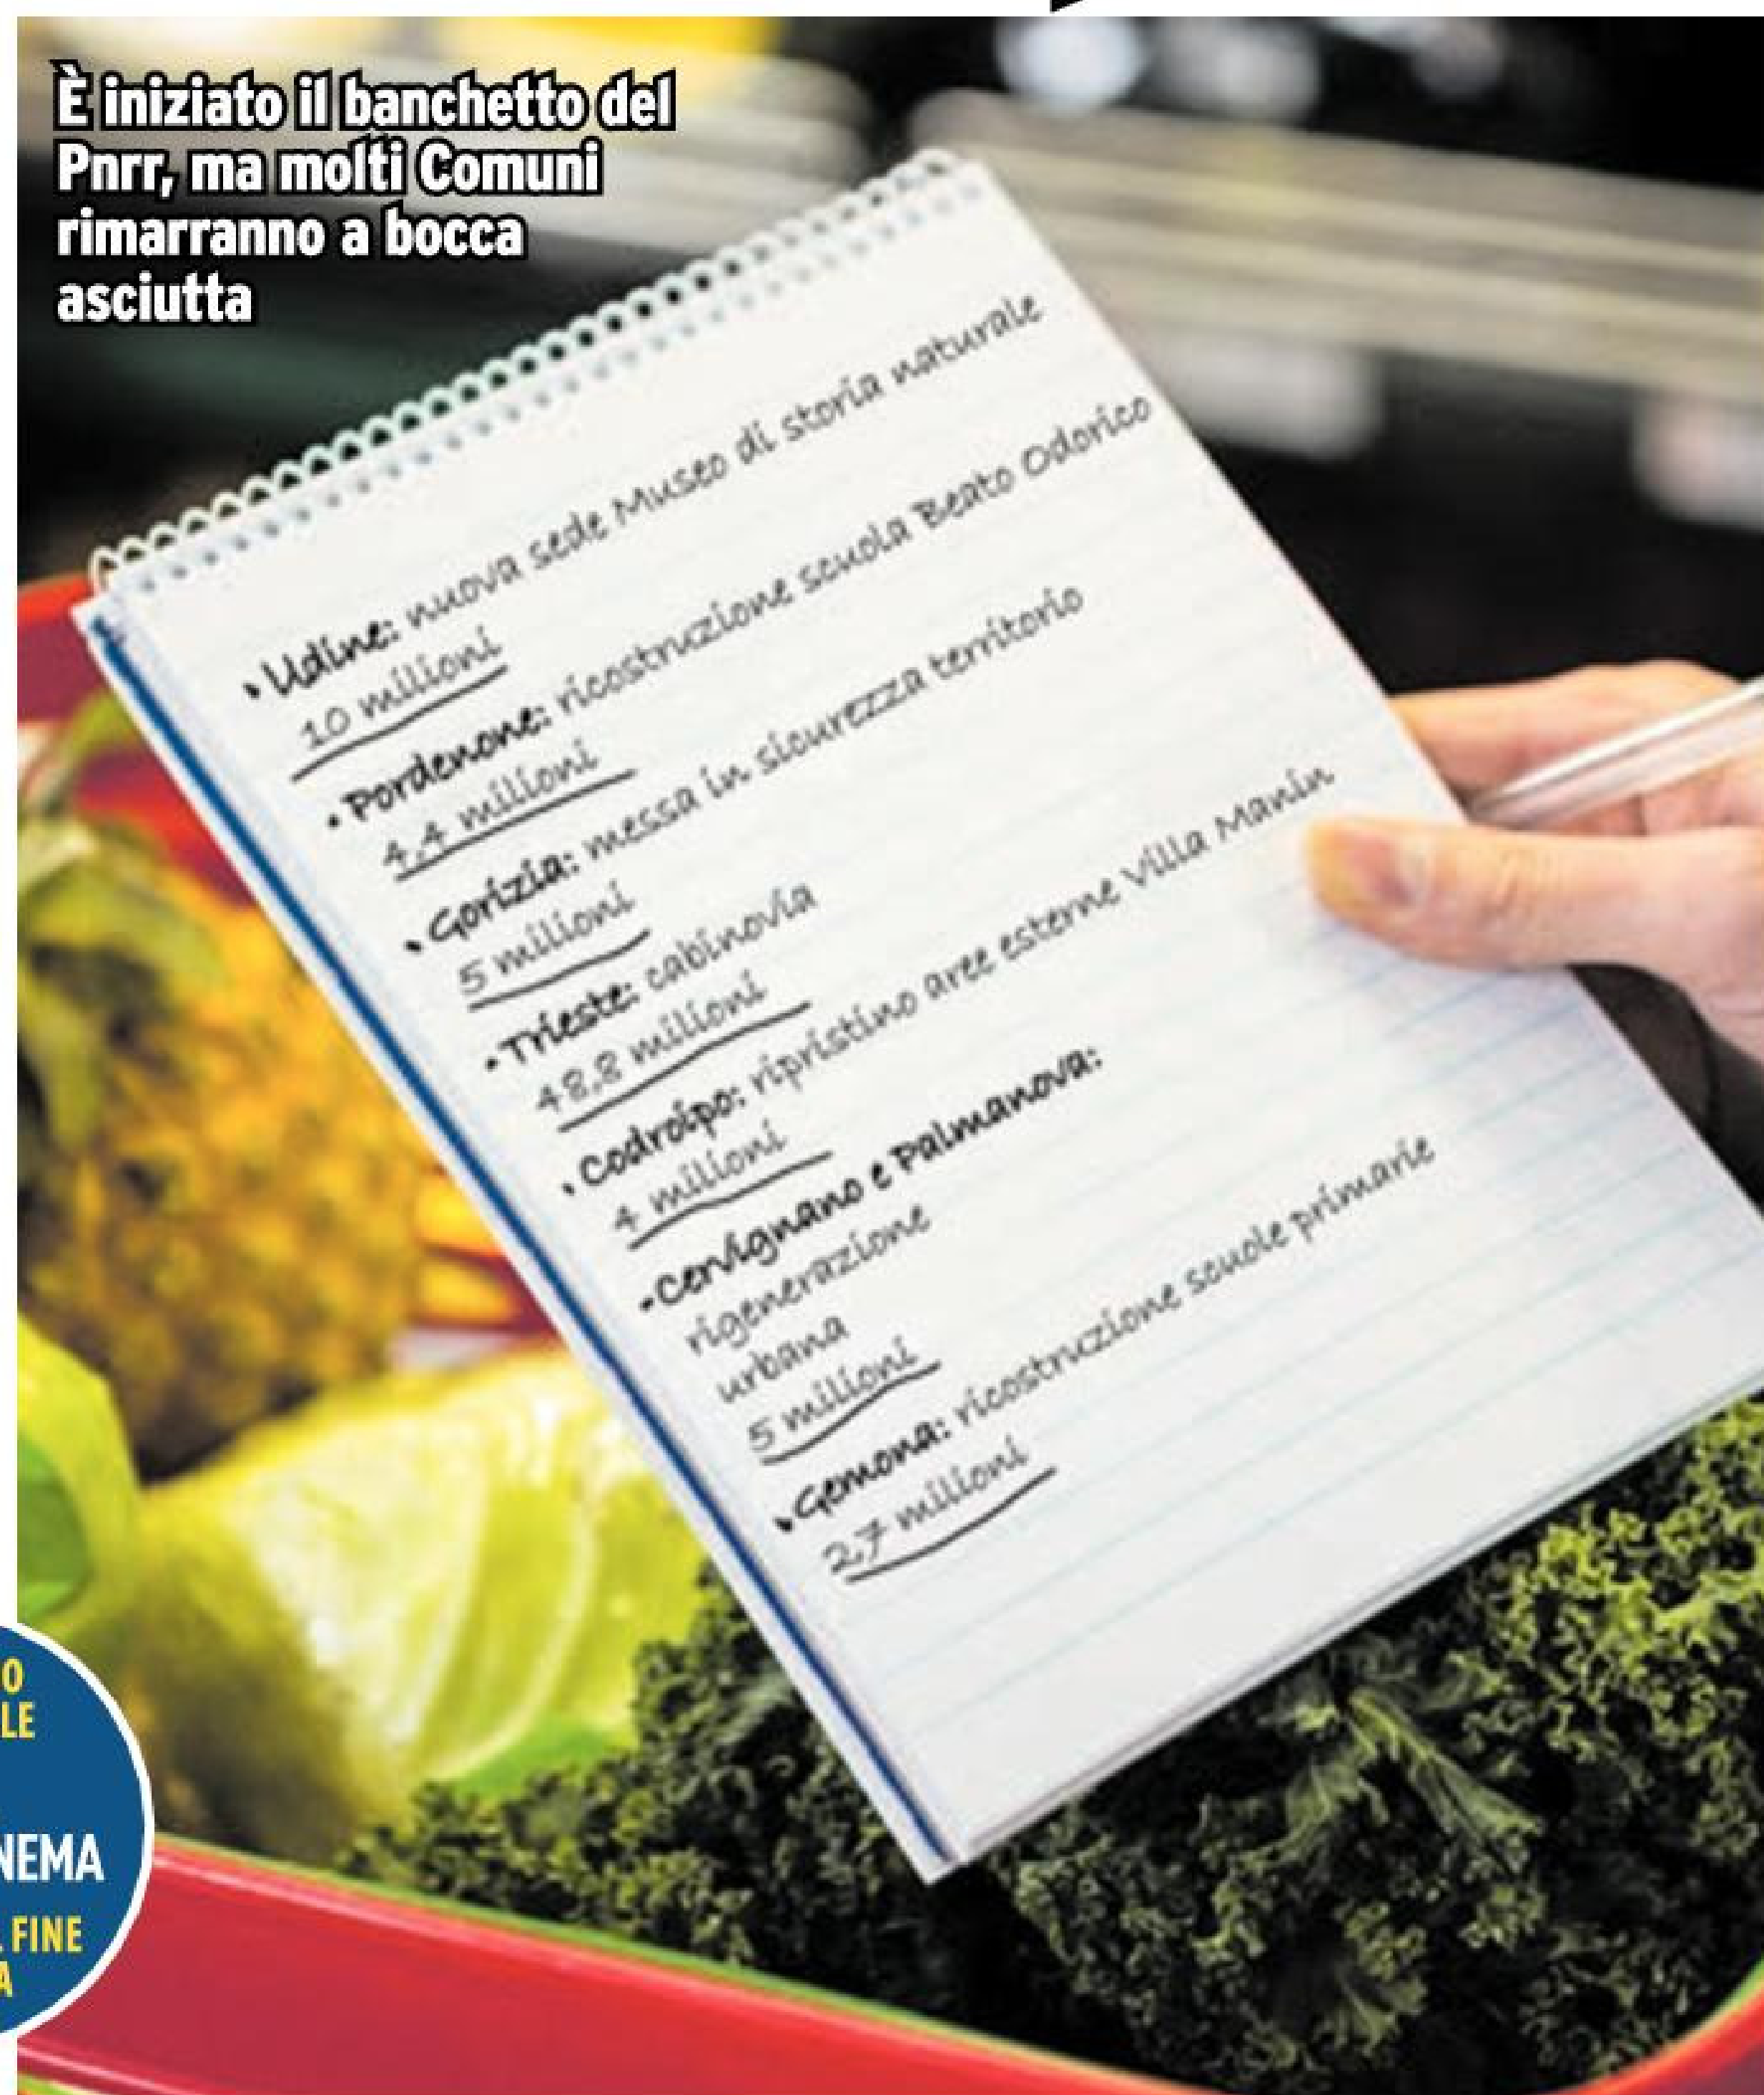 È iniziato il banchetto del
Pnrr, ma molti Comuni
rimarranno a bocca
asciutta
• Udine: nuova sede Museo di storia naturale
10 milioni
• Pordenone: ricostruzione scuola Beato Odorico
4,4 milioni
• Gorizia: messa in sicurezza territorio
5 milioni
• Trieste: cabinovia
48,8 milioni
• Codroipo: ripristino aree esterne Villa Manin
4 milioni
• Cervignano e Palmanova:
rigenerazione
urbana
5 milioni
• Gemona: ricostruzione scuole primarie
2,7 milioni
O
LE
NEMA
FINE
A